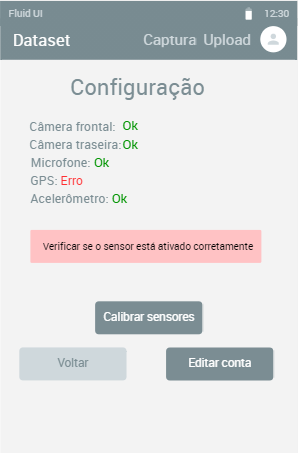 Fluid UI 12:30
Dataset Captura Upload
Configuração
Câmera frontal: Ok
Câmera traseira: Ok
Microfone: Ok
GPS: Erro
Acelerômetro: Ok
Verificar se o sensor está ativado corretamente
Calibrar sensores
Voltar Editar conta